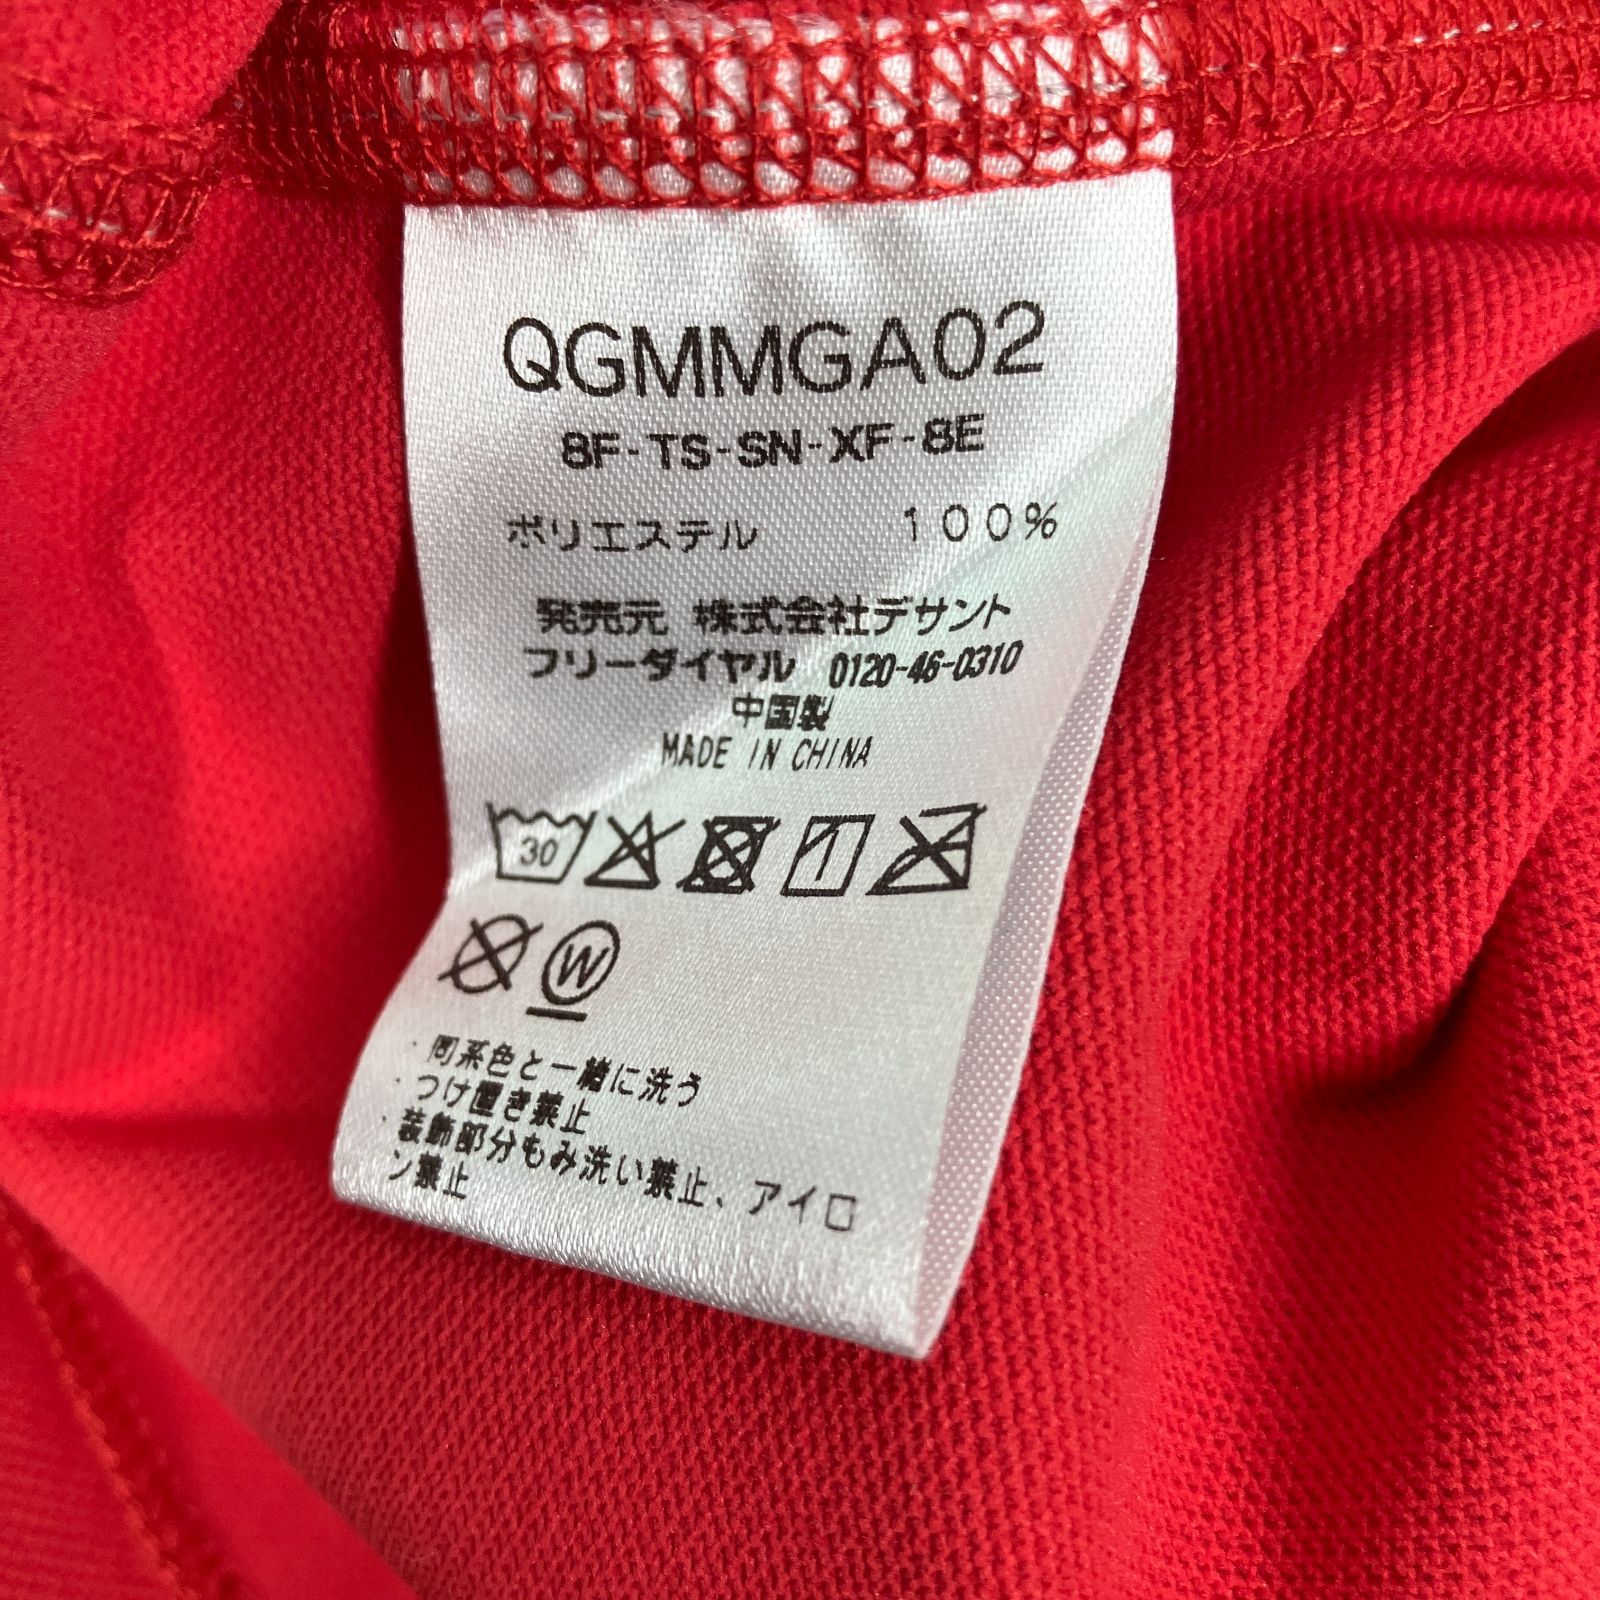 QGMMGA02
8F-TS-SN-XF-8E
ポリエステル 100%
発売元 株式会社デサント
フリーダイヤル 0120-46-0310
中国製
MADE IN CHINA
30
W
・同系色と一緒に洗う
・つけ置き禁止
・装飾部分もみ洗い禁止、アイロ
ン禁止